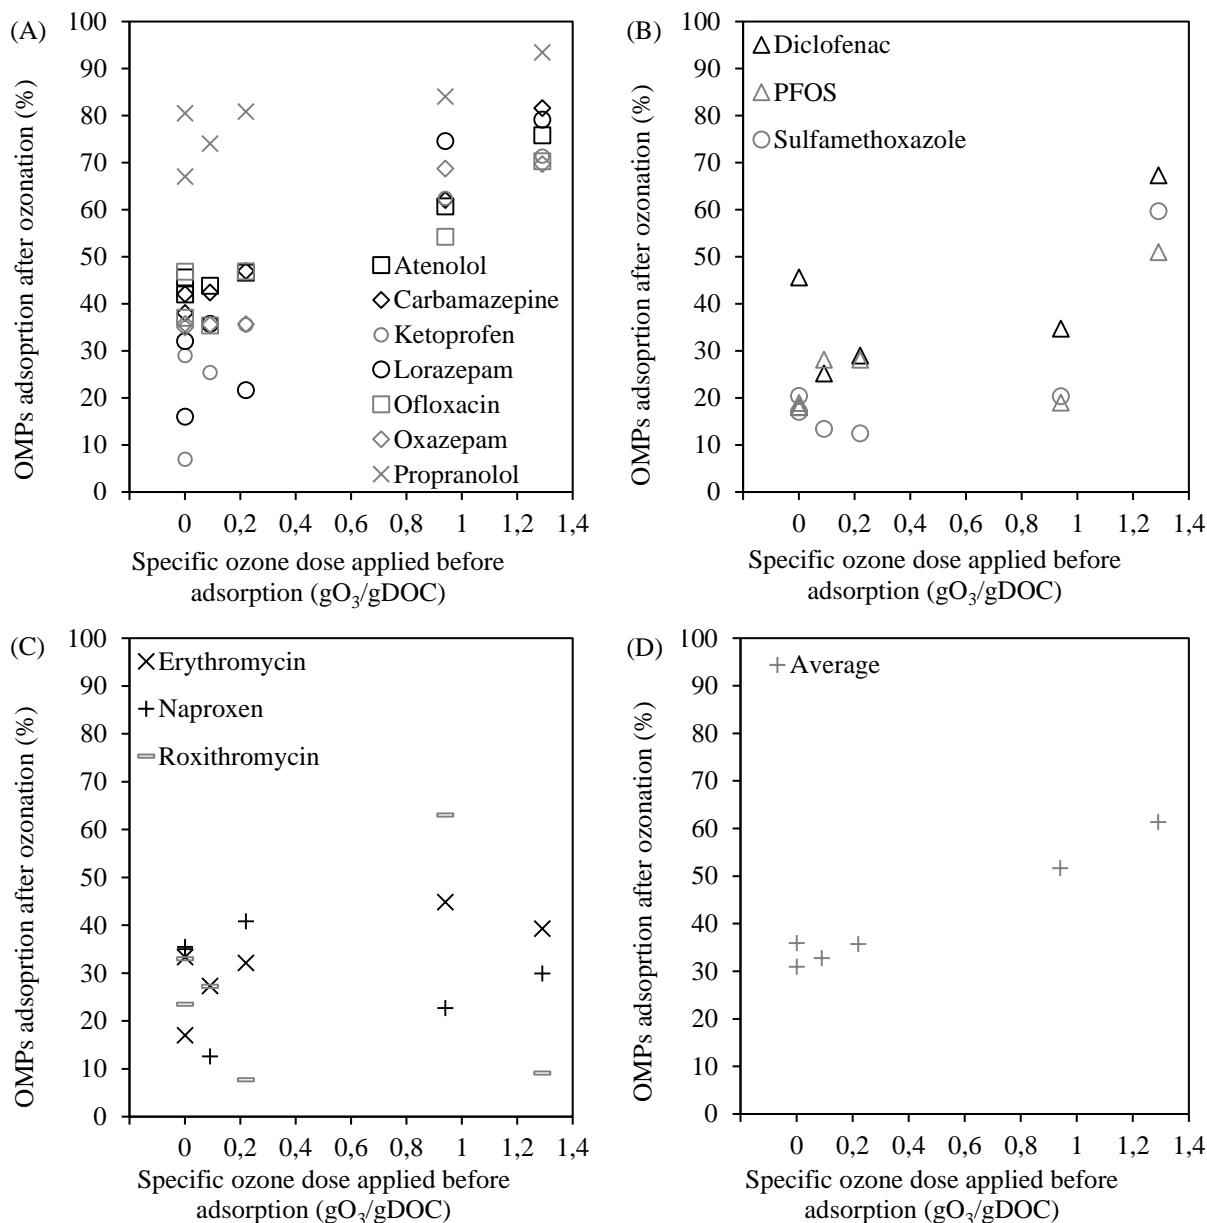 (A)
OMPs adsoprtion after ozonation (%)
100
90
80
70
60
50
40
30
20
10
0
Atenolol
Carbamazepine
Ketoprofen
Lorazepam
Ofloxacin
Oxazepam
Propranolol
0 0,2 0,4 0,6 0,8 1 1,2 1,4
Specific ozone dose applied before
adsorption (gO₃/gDOC)
(B)
OMPs adsoprtion after ozonation (%)
100
90
80
70
60
50
40
30
20
10
0
Diclofenac
PFOS
Sulfamethoxazole
0 0,2 0,4 0,6 0,8 1 1,2 1,4
Specific ozone dose applied before
adsorption (gO₃/gDOC)
(C)
OMPs adsoprtion after ozonation (%)
100
90
80
70
60
50
40
30
20
10
0
Erythromycin
Naproxen
Roxithromycin
0 0,2 0,4 0,6 0,8 1 1,2 1,4
Specific ozone dose applied before
adsorption (gO₃/gDOC)
(D)
OMPs adsoprtion after ozonation (%)
100
90
80
70
60
50
40
30
20
10
0
Average
0 0,2 0,4 0,6 0,8 1 1,2 1,4
Specific ozone dose applied before
adsorption (gO₃/gDOC)